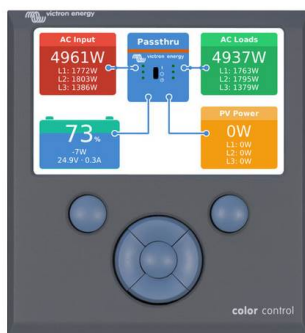 victron energy
AC Input
4961W
L1: 1772W
L2: 1803W
L3: 1386W
Passthru
victron energy
AC Loads
4937W
L1: 1763W
L2: 1795W
L3: 1379W
73%
-7W
24.9V · 0.3A
PV Power
0W
L1: 0W
L2: 0W
L3: 0W
color control